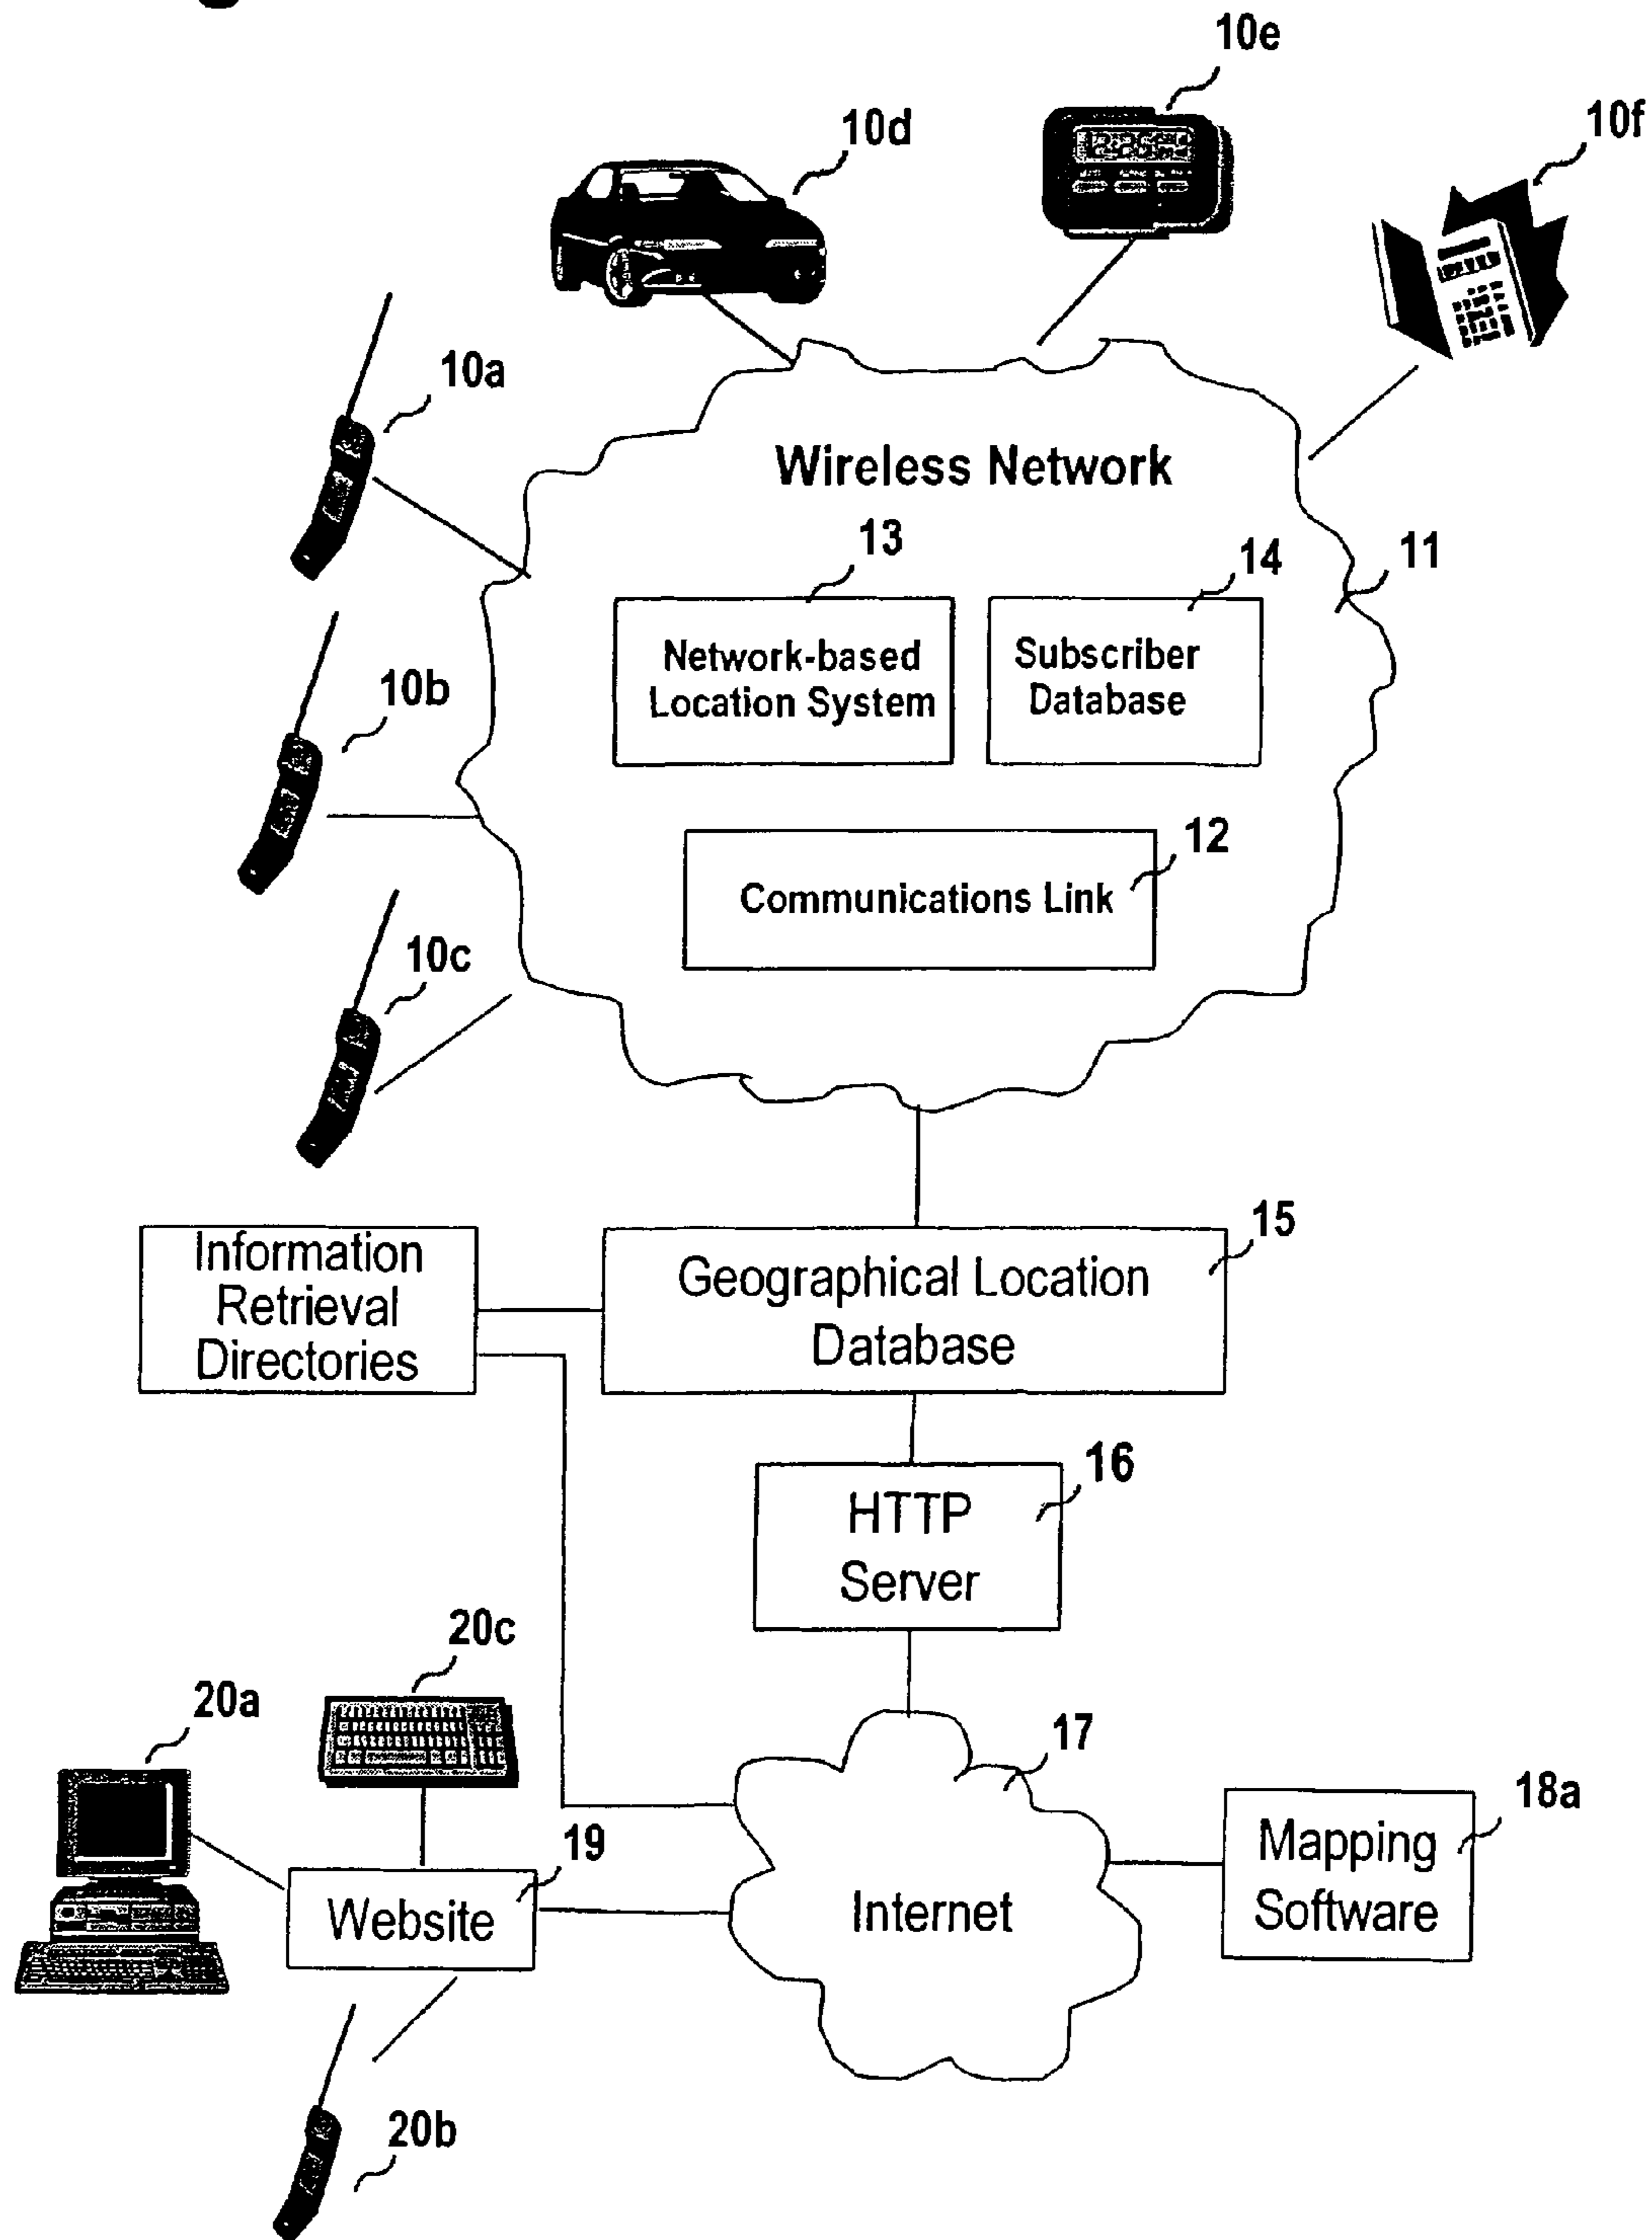 10e
10d
10f
10a
Wireless Network
13
14
11
Network-based
Location System
Subscriber
Database
10b
12
Communications Link
10c
15
Information
Retrieval
Directories
Geographical Location
Database
16
HTTP
Server
20c
20a
17
18a
Mapping
Software
19
Website
Internet
20b